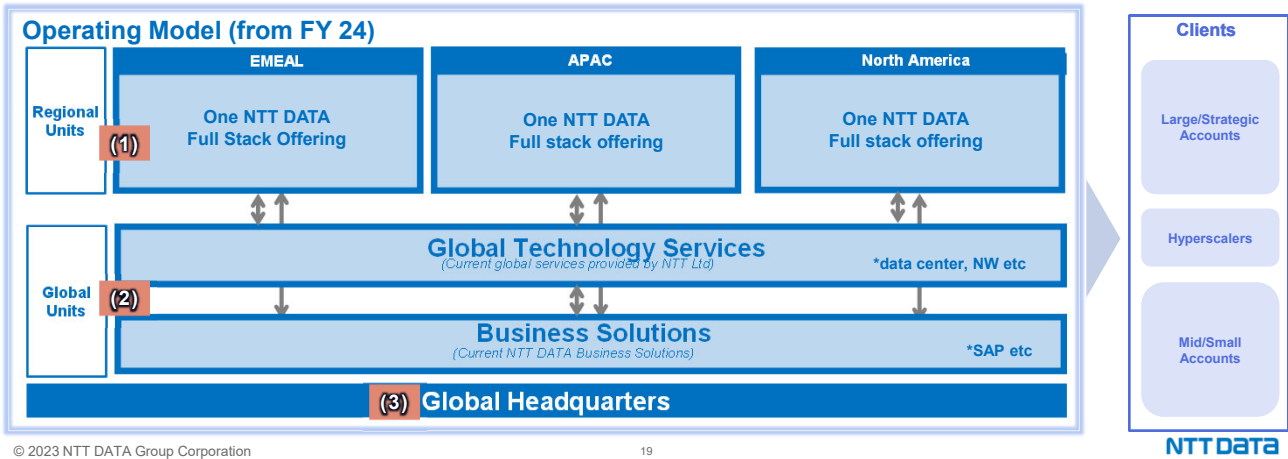 Operating Model (from FY 24)
Clients
EMEAL
APAC
North America
Regional
Units
(1)
One NTT DATA
Full Stack Offering
One NTT DATA
Full stack offering
One NTT DATA
Full stack offering
Large/Strategic
Accounts
Hyperscalers
Global
Units
(2)
Global Technology Services
(Current global services provided by NTT Ltd)
*data center, NW etc
Business Solutions
(Current NTT DATA Business Solutions)
*SAP etc
Mid/Small
Accounts
(3) Global Headquarters
© 2023 NTT DATA Group Corporation
19
NTT DATA